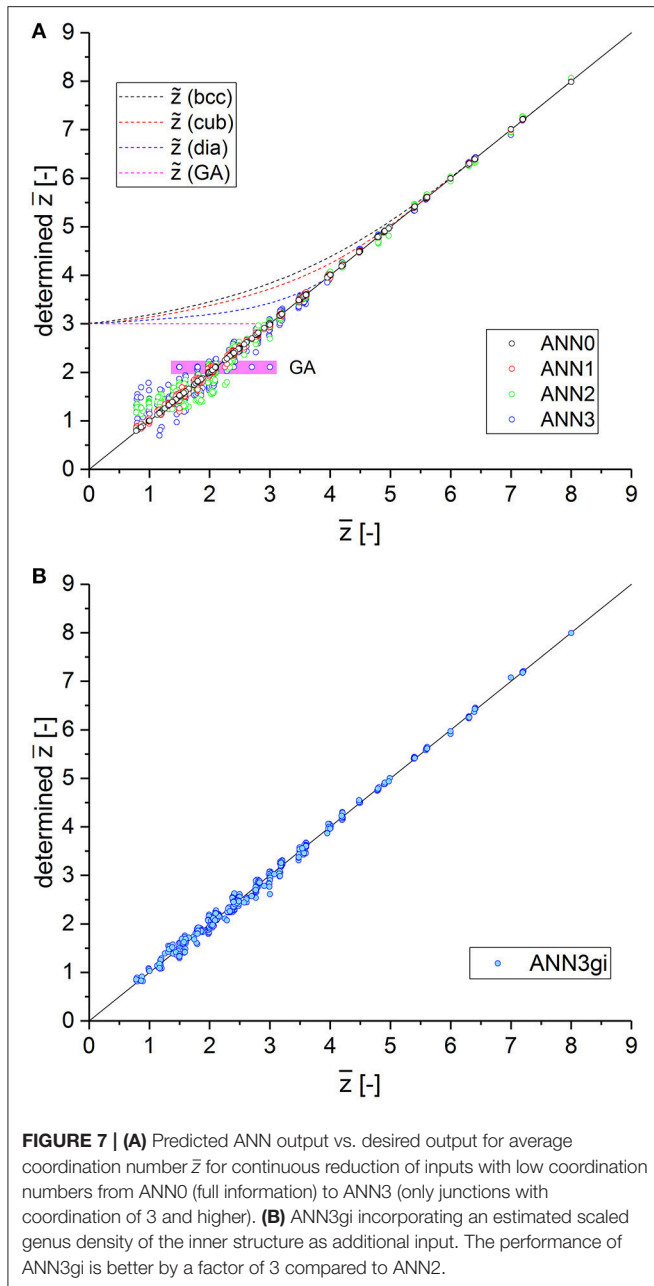 A
9
8
7
6
5
4
3
2
1
0
determined z̄ [-]
z̃ (bcc)
z̃ (cub)
z̃ (dia)
z̃ (GA)
GA
ANN0
ANN1
ANN2
ANN3
0 1 2 3 4 5 6 7 8 9
z̄ [-]
B
9
8
7
6
5
4
3
2
1
0
determined z̄ [-]
ANN3gi
0 1 2 3 4 5 6 7 8 9
z̄ [-]
FIGURE 7 | (A) Predicted ANN output vs. desired output for average
coordination number z̄ for continuous reduction of inputs with low coordination
numbers from ANN0 (full information) to ANN3 (only junctions with
coordination of 3 and higher). (B) ANN3gi incorporating an estimated scaled
genus density of the inner structure as additional input. The performance of
ANN3gi is better by a factor of 3 compared to ANN2.